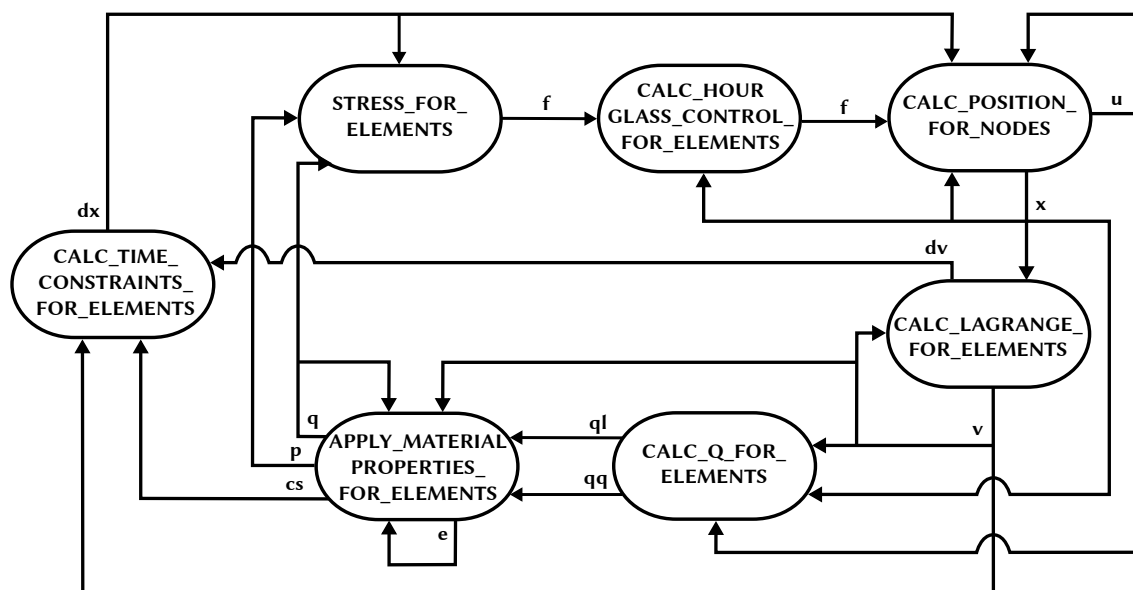 STRESS_FOR_
ELEMENTS
f
CALC_HOUR
GLASS_CONTROL_
FOR_ELEMENTS
f
CALC_POSITION_
FOR_NODES
u
dx
x
CALC_TIME_
CONSTRAINTS_
FOR_ELEMENTS
dv
CALC_LAGRANGE_
FOR_ELEMENTS
q
p
cs
APPLY_MATERIAL
PROPERTIES_
FOR_ELEMENTS
e
ql
qq
CALC_Q_FOR_
ELEMENTS
v